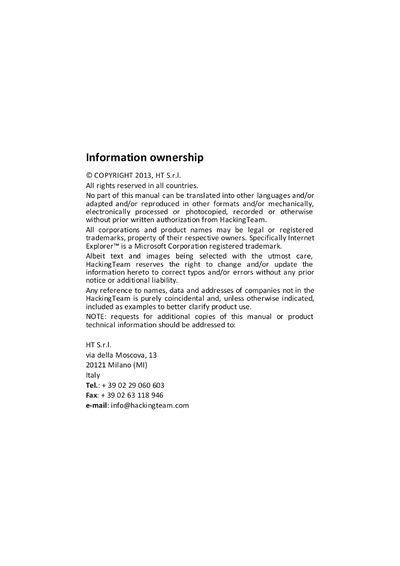 Information ownership
© COPYRIGHT 2013, HT S.r.l.
All rights reserved in all countries.
No part of this manual can be translated into other languages and/or
adapted and/or reproduced in other formats and/or mechanically,
electronically processed or photocopied, recorded or otherwise
without prior written authorization from HackingTeam.
All corporations and product names may be legal or registered
trademarks, property of their respective owners. Specifically Internet
Explorer™ is a Microsoft Corporation registered trademark.
Albeit text and images being selected with the utmost care,
HackingTeam reserves the right to change and/or update the
information hereto to correct typos and/or errors without any prior
notice or additional liability.
Any reference to names, data and addresses of companies not in the
HackingTeam is purely coincidental and, unless otherwise indicated,
included as examples to better clarify product use.
NOTE: requests for additional copies of this manual or product
technical information should be addressed to:
HT S.r.l.
via della Moscova, 13
20121 Milano (MI)
Italy
Tel.: + 39 02 29 060 603
Fax: + 39 02 63 118 946
e-mail: info@hackingteam.com